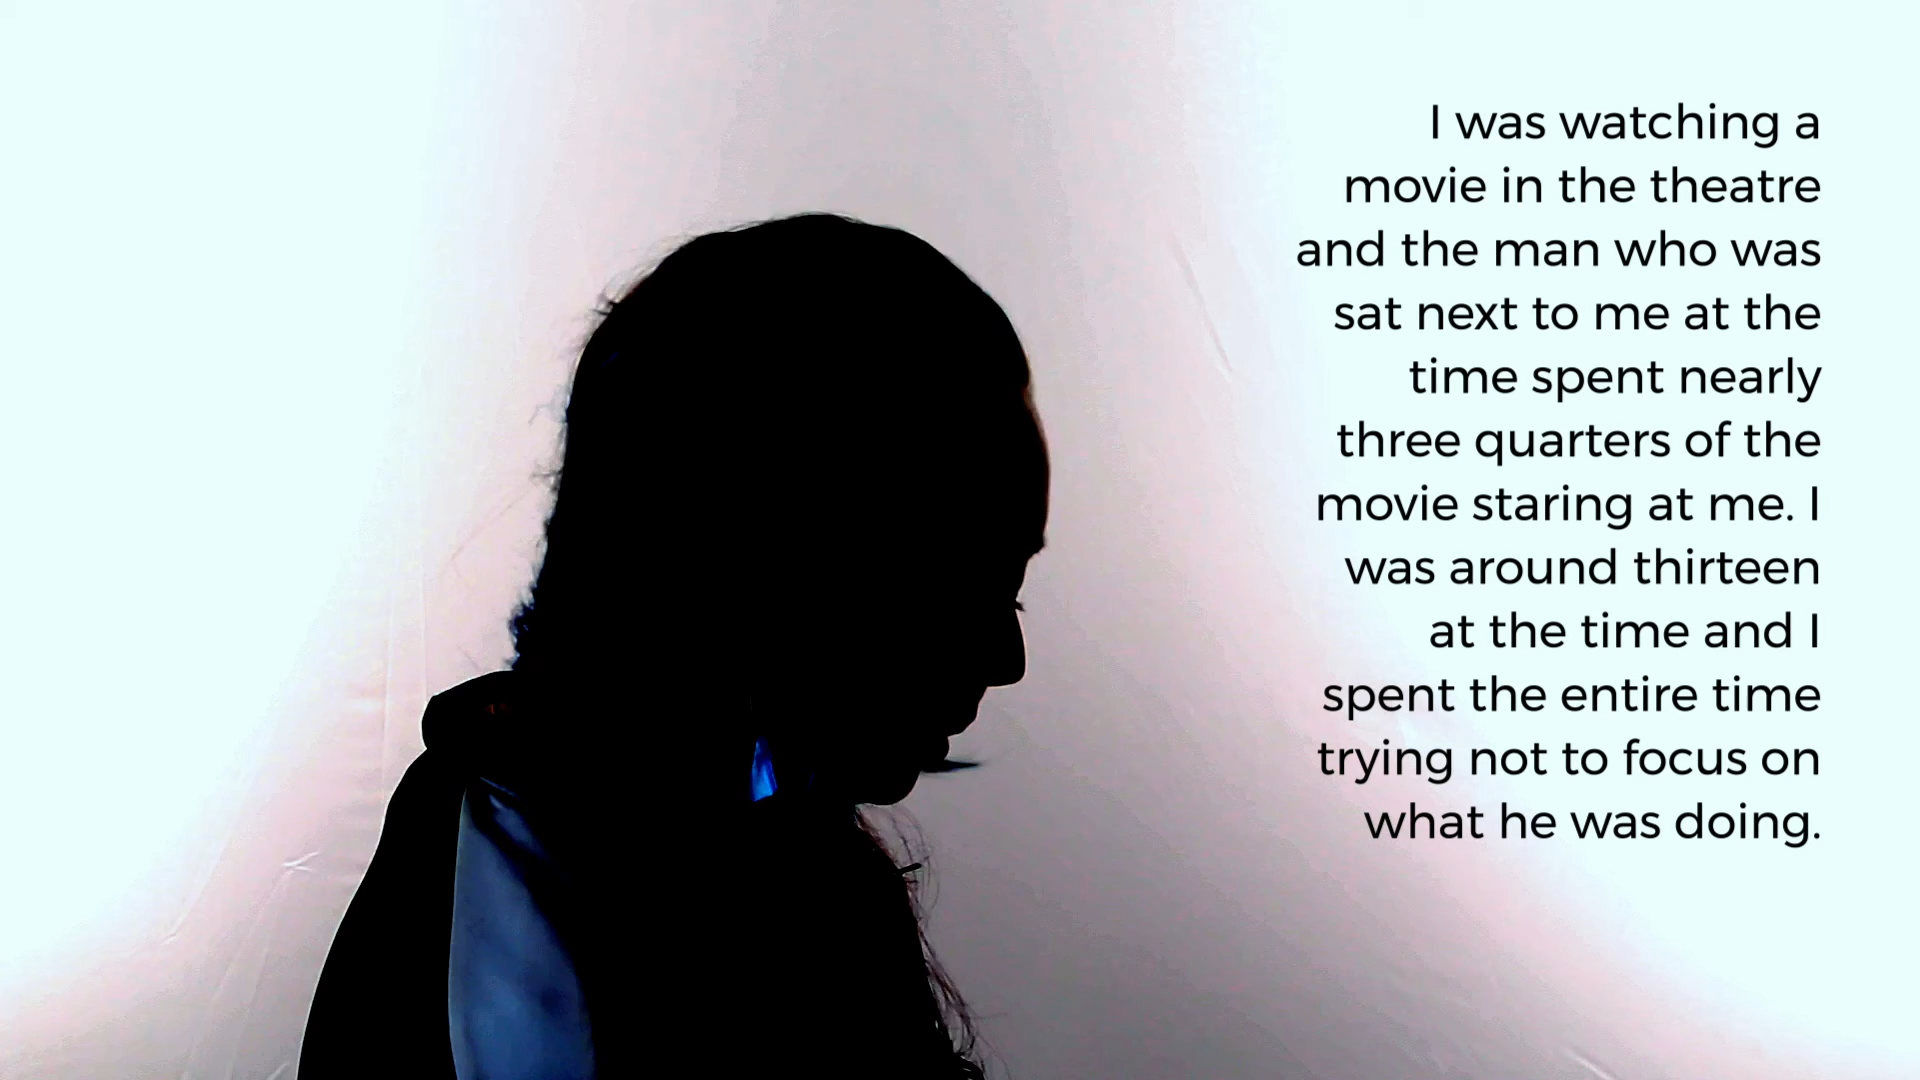 I was watching a
movie in the theatre
and the man who was
sat next to me at the
time spent nearly
three quarters of the
movie staring at me. I
was around thirteen
at the time and I
spent the entire time
trying not to focus on
what he was doing.